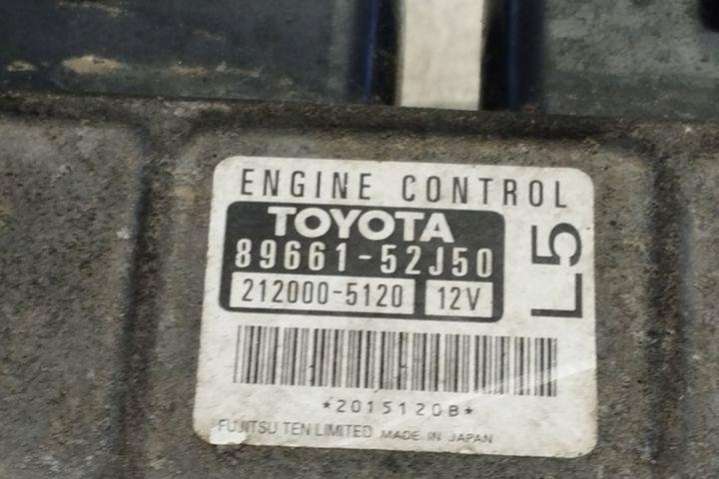 ENGINE CONTROL
TOYOTA
89661-52J50
212000-5120 12V
L5
*2015120B*
FUJITSU TEN LIMITED MADE IN JAPAN